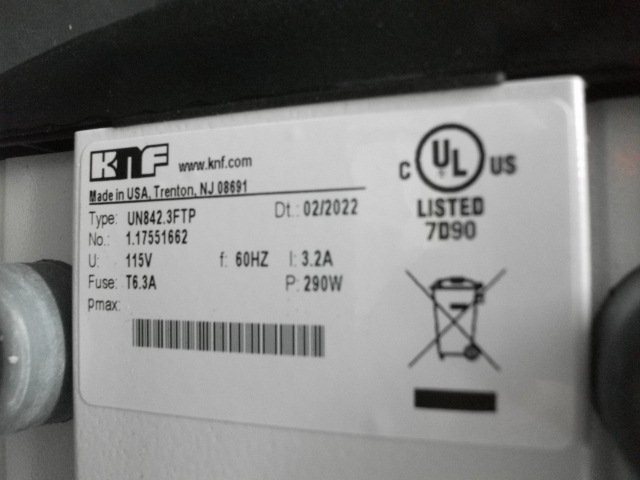 KNF www.knf.com
Made in USA, Trenton, NJ 08691
Type: UN842.3FTP Dt.: 02/2022
No.: 1.17551662
U: 115V f: 60HZ I: 3.2A
Fuse: T6.3A P: 290W
Pmax:
C UL US
LISTED
7D90